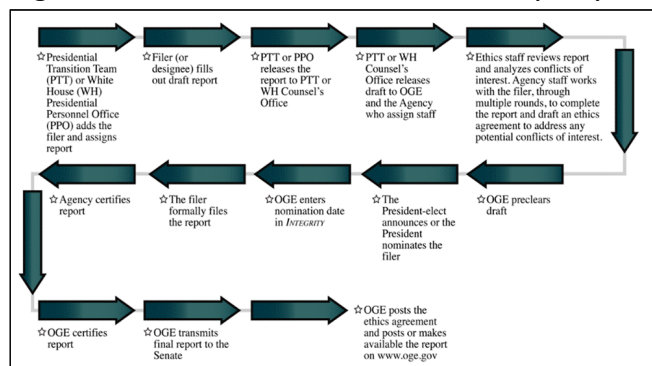 ☆Presidential
Transition Team
(PTT) or White
House (WH)
Presidential
Personnel Office
(PPO) adds the
filer and assigns
report
☆Filer (or
designee) fills
out draft report
☆PTT or PPO
releases the
report to PTT or
WH Counsel's
Office
☆PTT or WH
Counsel's
Office releases
draft to OGE
and the Agency
who assign staff
☆Ethics staff reviews report
and analyzes conflicts of
interest. Agency staff works
with the filer, through
multiple rounds, to complete
the report and draft an ethics
agreement to address any
potential conflicts of interest.
☆OGE preclears
draft
☆The
President-elect
announces or the
President
nominates the
filer
☆OGE enters
nomination date
in INTEGRITY
☆The filer
formally files
the report
☆Agency certifies
report
☆OGE certifies
report
☆OGE transmits
final report to the
Senate
☆OGE posts the
ethics agreement
and posts or makes
available the report
on www.oge.gov